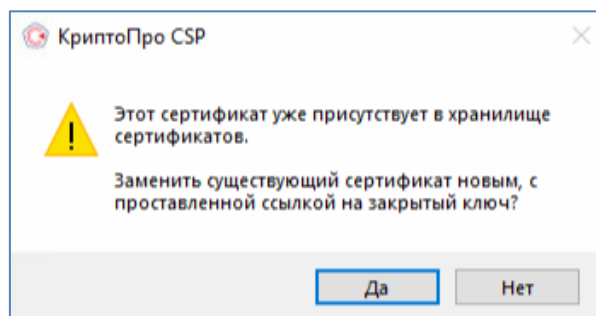 КриптоПро CSP
Этот сертификат уже присутствует в хранилище
сертификатов.
Заменить существующий сертификат новым, с
проставленной ссылкой на закрытый ключ?
Да
Нет